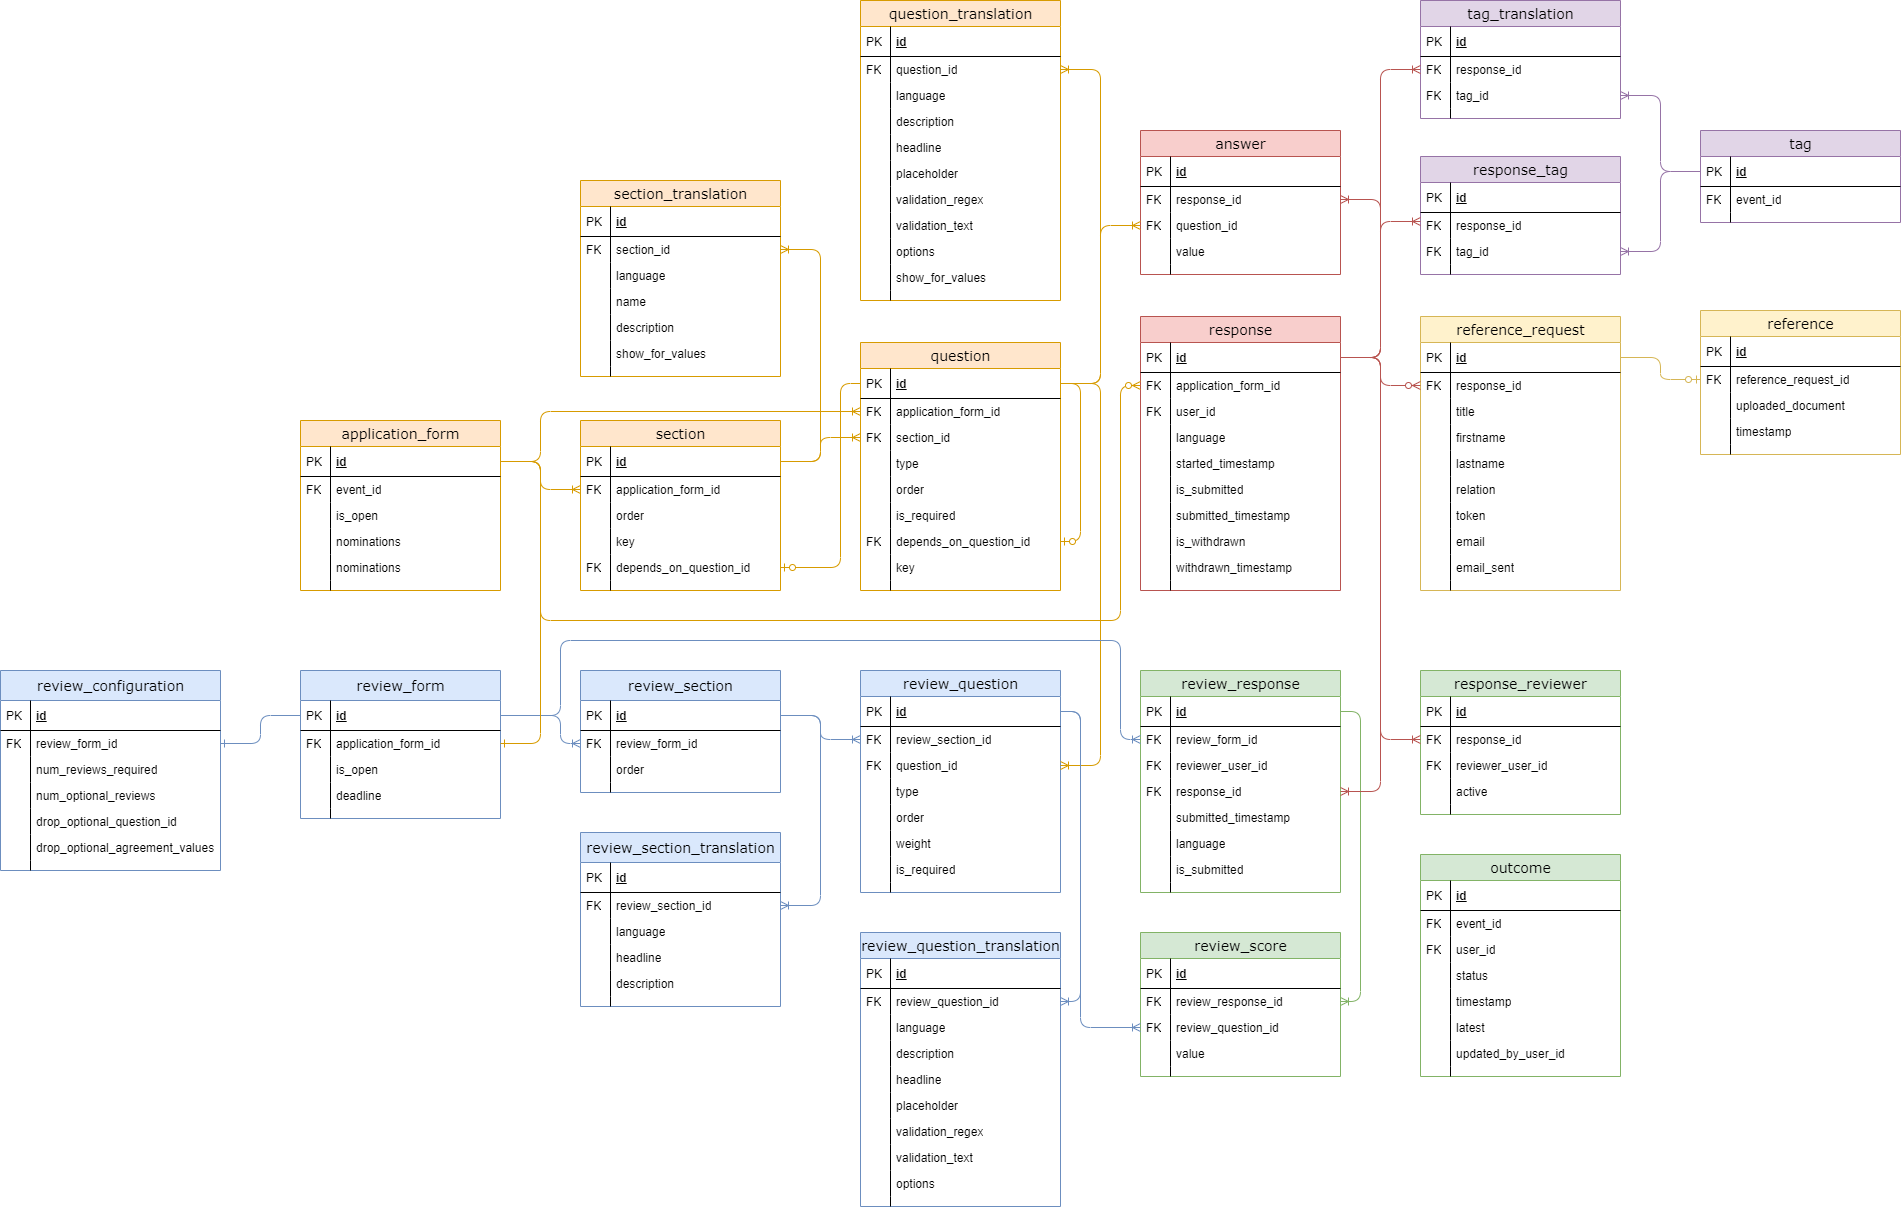 question_translation
PK id
FK question_id
language
description
headline
placeholder
validation_regex
validation_text
options
show_for_values
tag_translation
PK id
FK response_id
FK tag_id
answer
PK id
FK response_id
FK question_id
value
response_tag
PK id
FK response_id
FK tag_id
tag
PK id
FK event_id
section_translation
PK id
FK section_id
language
name
description
show_for_values
question
PK id
FK application_form_id
FK section_id
type
order
is_required
FK depends_on_question_id
key
response
PK id
FK application_form_id
FK user_id
language
started_timestamp
is_submitted
submitted_timestamp
is_withdrawn
withdrawn_timestamp
reference_request
PK id
FK response_id
title
firstname
lastname
relation
token
email
email_sent
reference
PK id
FK reference_request_id
uploaded_document
timestamp
application_form
PK id
FK event_id
is_open
nominations
nominations
section
PK id
FK application_form_id
order
key
FK depends_on_question_id
review_configuration
PK id
FK review_form_id
num_reviews_required
num_optional_reviews
drop_optional_question_id
drop_optional_agreement_values
review_form
PK id
FK application_form_id
is_open
deadline
review_section
PK id
FK review_form_id
order
review_question
PK id
FK review_section_id
FK question_id
type
order
weight
is_required
review_response
PK id
FK review_form_id
FK reviewer_user_id
FK response_id
submitted_timestamp
language
is_submitted
response_reviewer
PK id
FK response_id
FK reviewer_user_id
active
review_section_translation
PK id
FK review_section_id
language
headline
description
outcome
PK id
FK event_id
FK user_id
status
timestamp
latest
updated_by_user_id
review_question_translation
PK id
FK review_question_id
language
description
headline
placeholder
validation_regex
validation_text
options
review_score
PK id
FK review_response_id
FK review_question_id
value